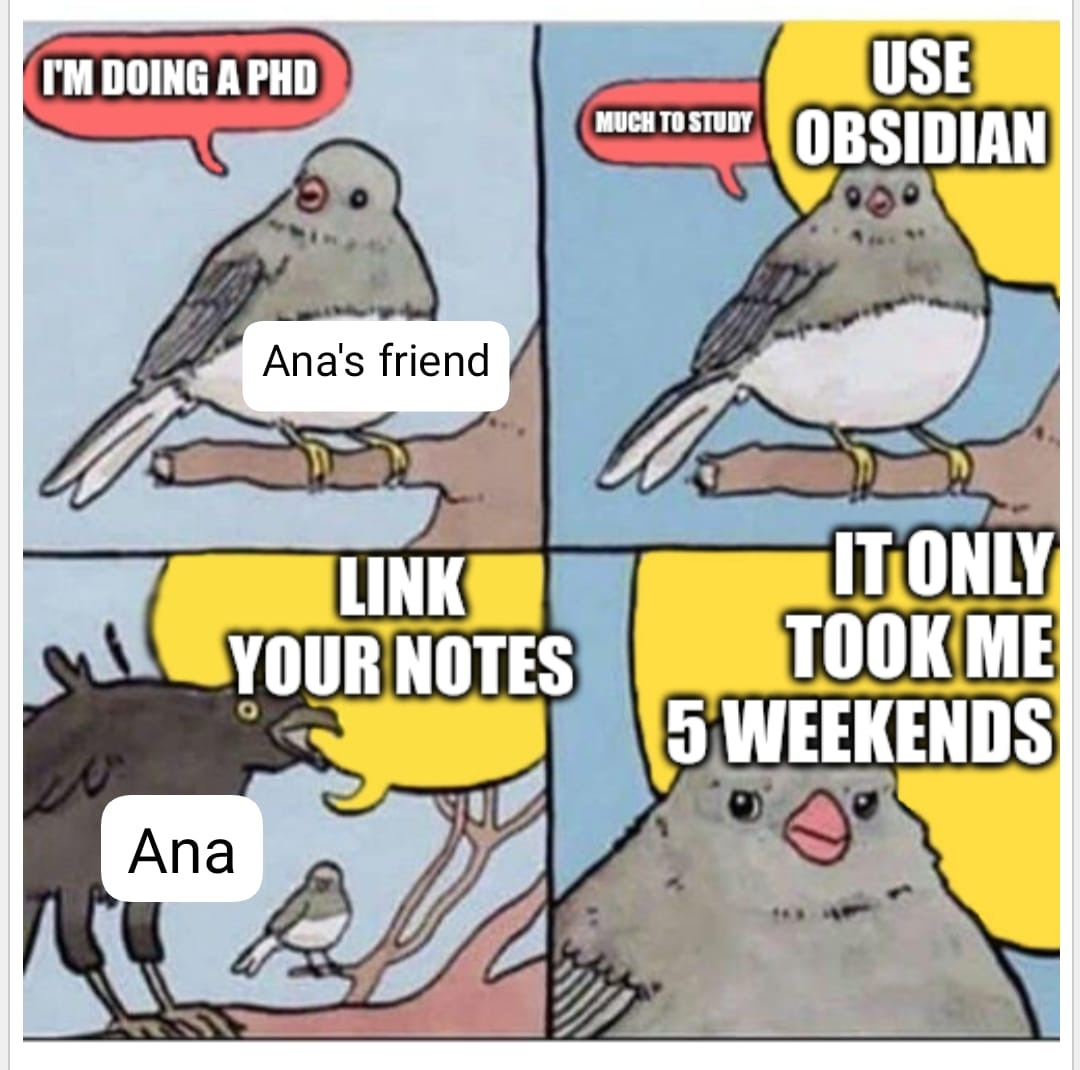 I'M DOING A PHD
Ana's friend
MUCH TO STUDY
USE
OBSIDIAN
LINK
YOUR NOTES
Ana
IT ONLY
TOOK ME
5 WEEKENDS